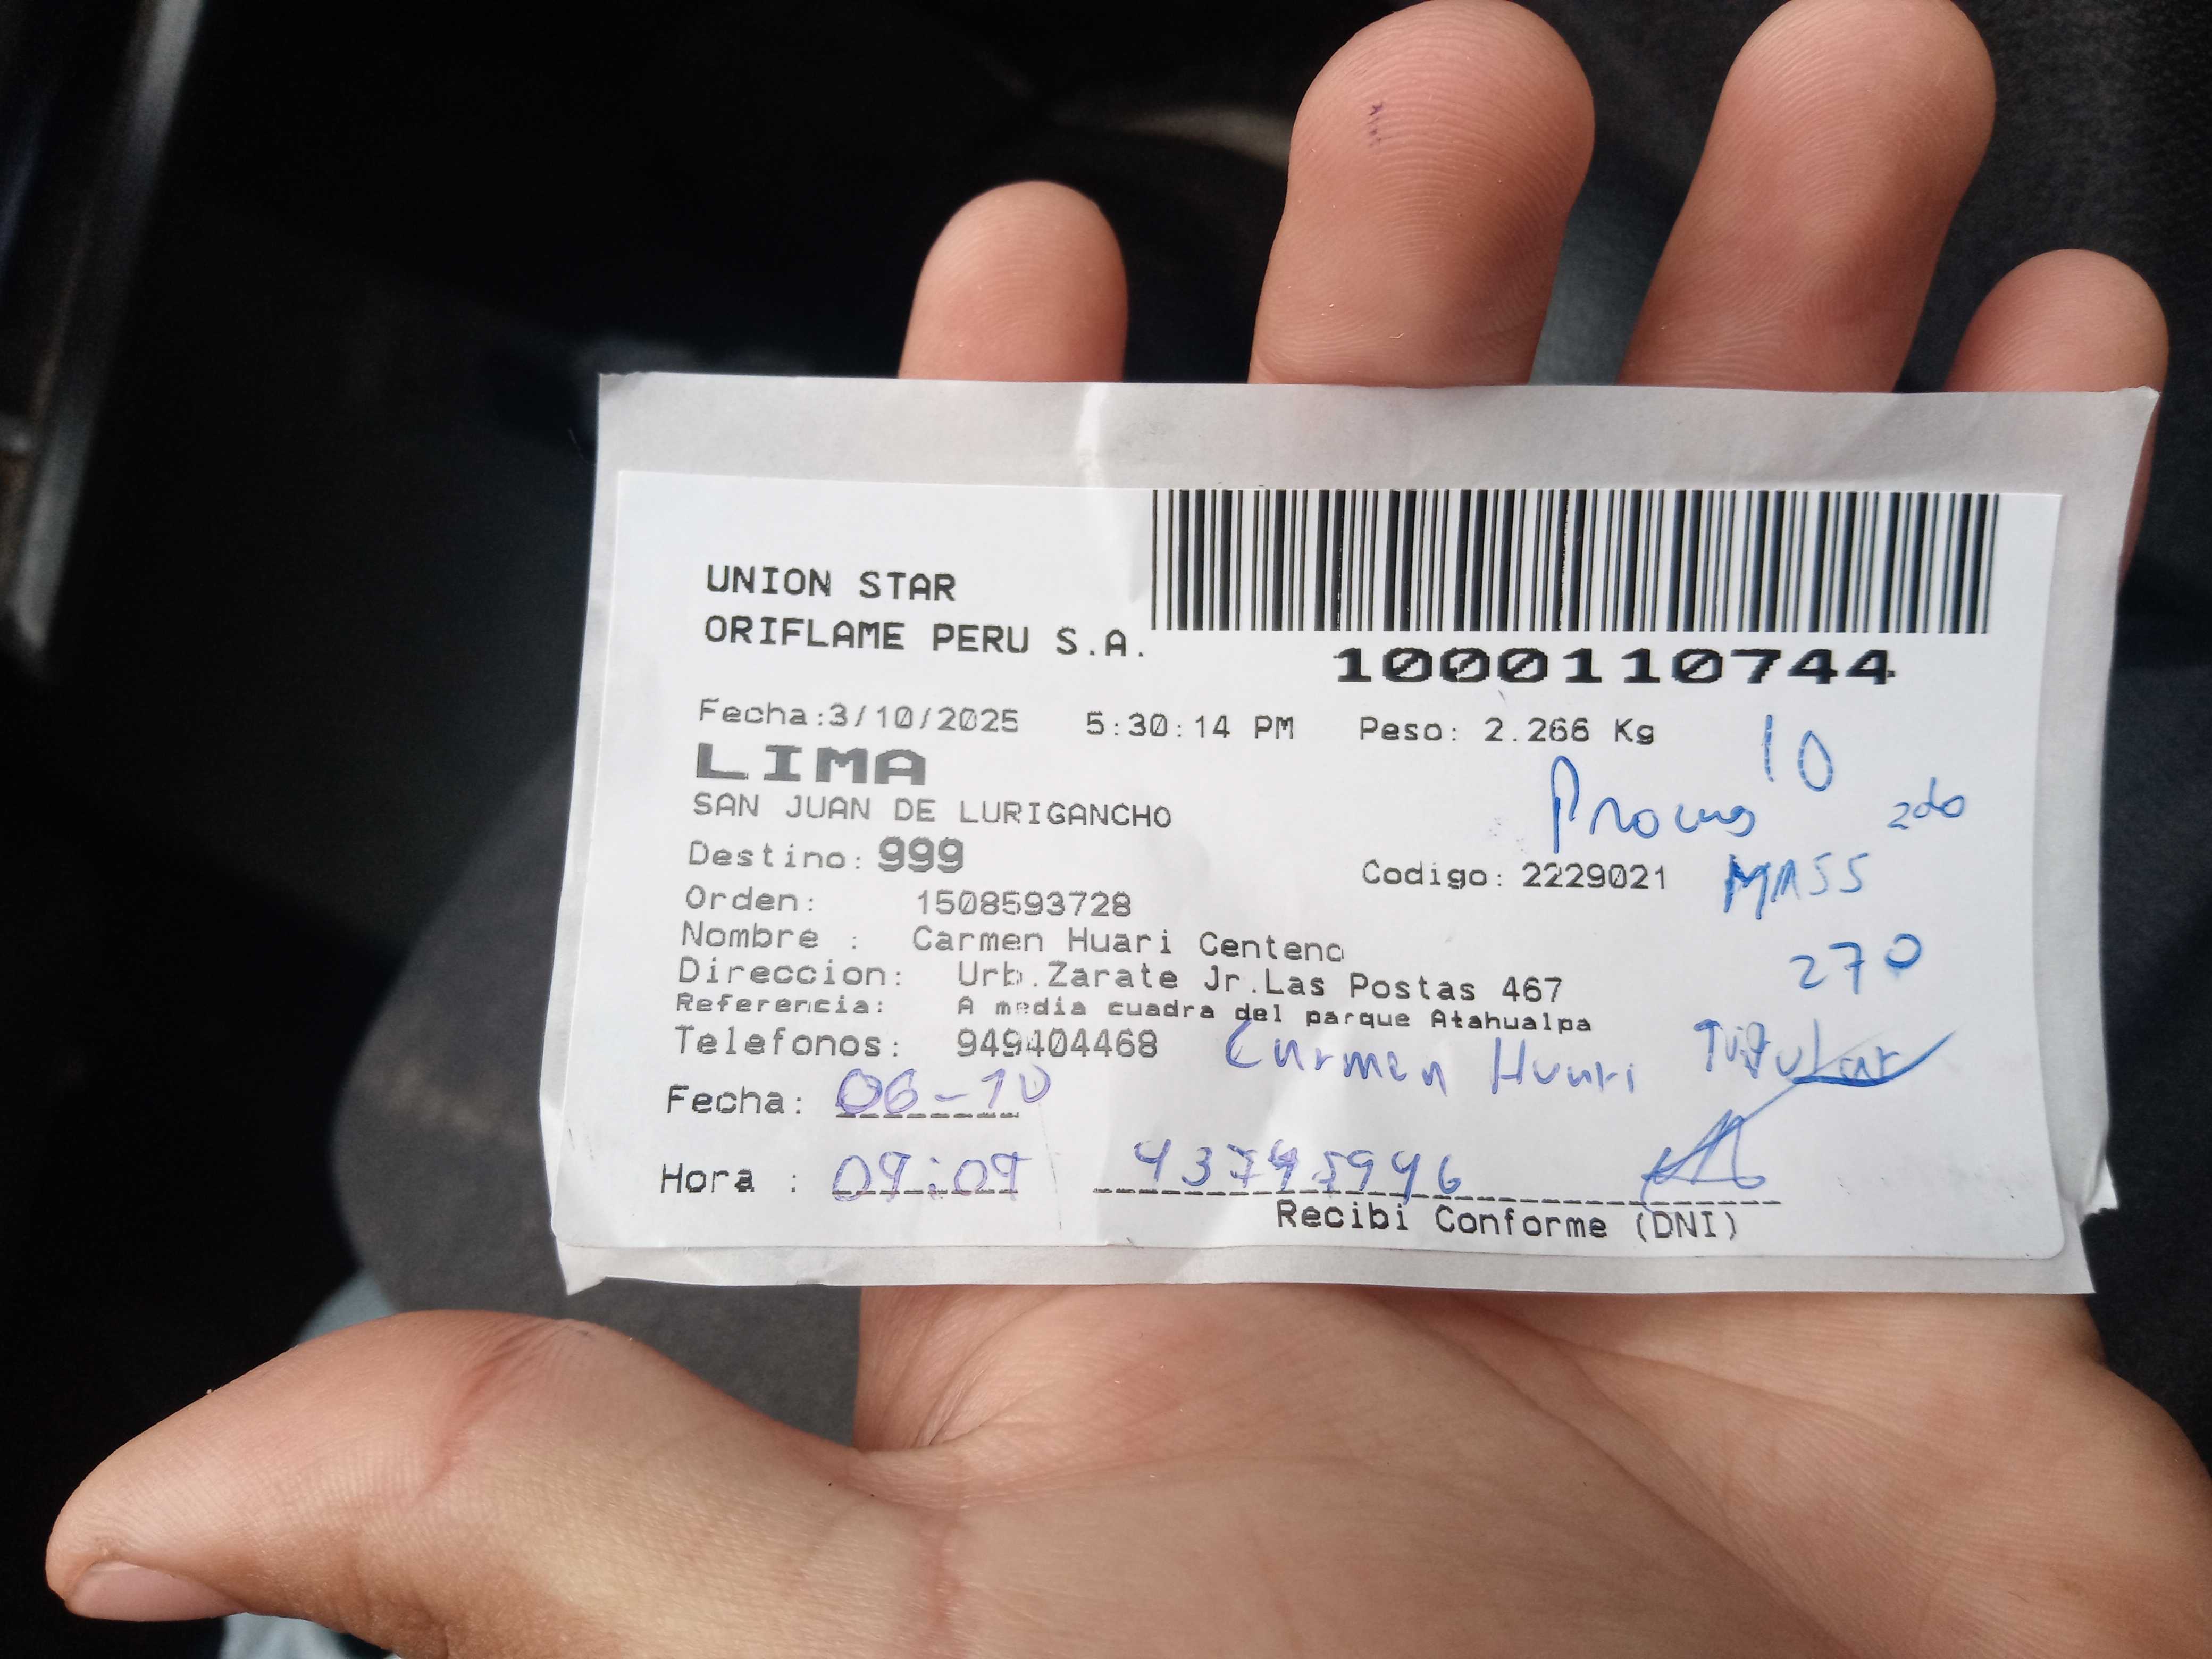 UNION STAR
ORIFLAME PERU S.A.
1000110744
Fecha:3/10/2025 5:30:14 PM Peso: 2.266 Kg
10
LIMA
SAN JUAN DE LURIGANCHO
2do
Destino: 999
Codigo: 2229021 MASS
Orden: 1508593728
Nombre : Carmen Huari Centeno
270
Direccion: Urb.Zarate Jr.Las Postas 467
Referencia: A media cuadra del parque Atahualpa
Telefonos: 949404468
Carmen Huari Titular
Fecha: 06-10
Hora : 09:09
Recibi Conforme (DNI)